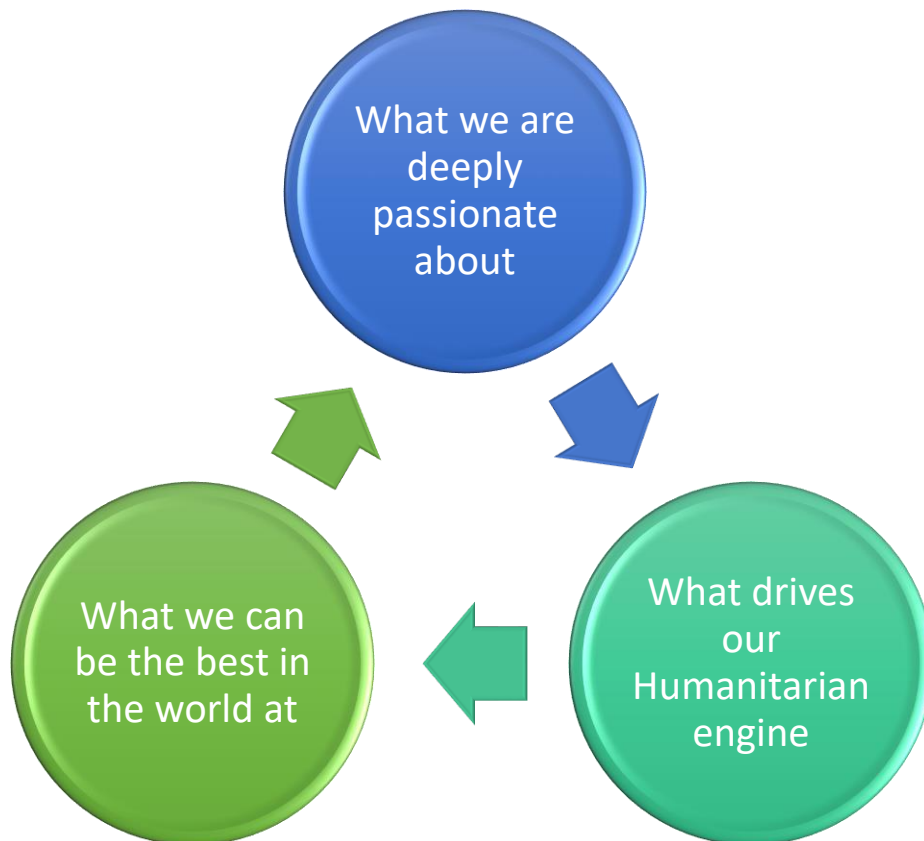 What we are
deeply
passionate
about
What drives
our
Humanitarian
engine
What we can
be the best in
the world at